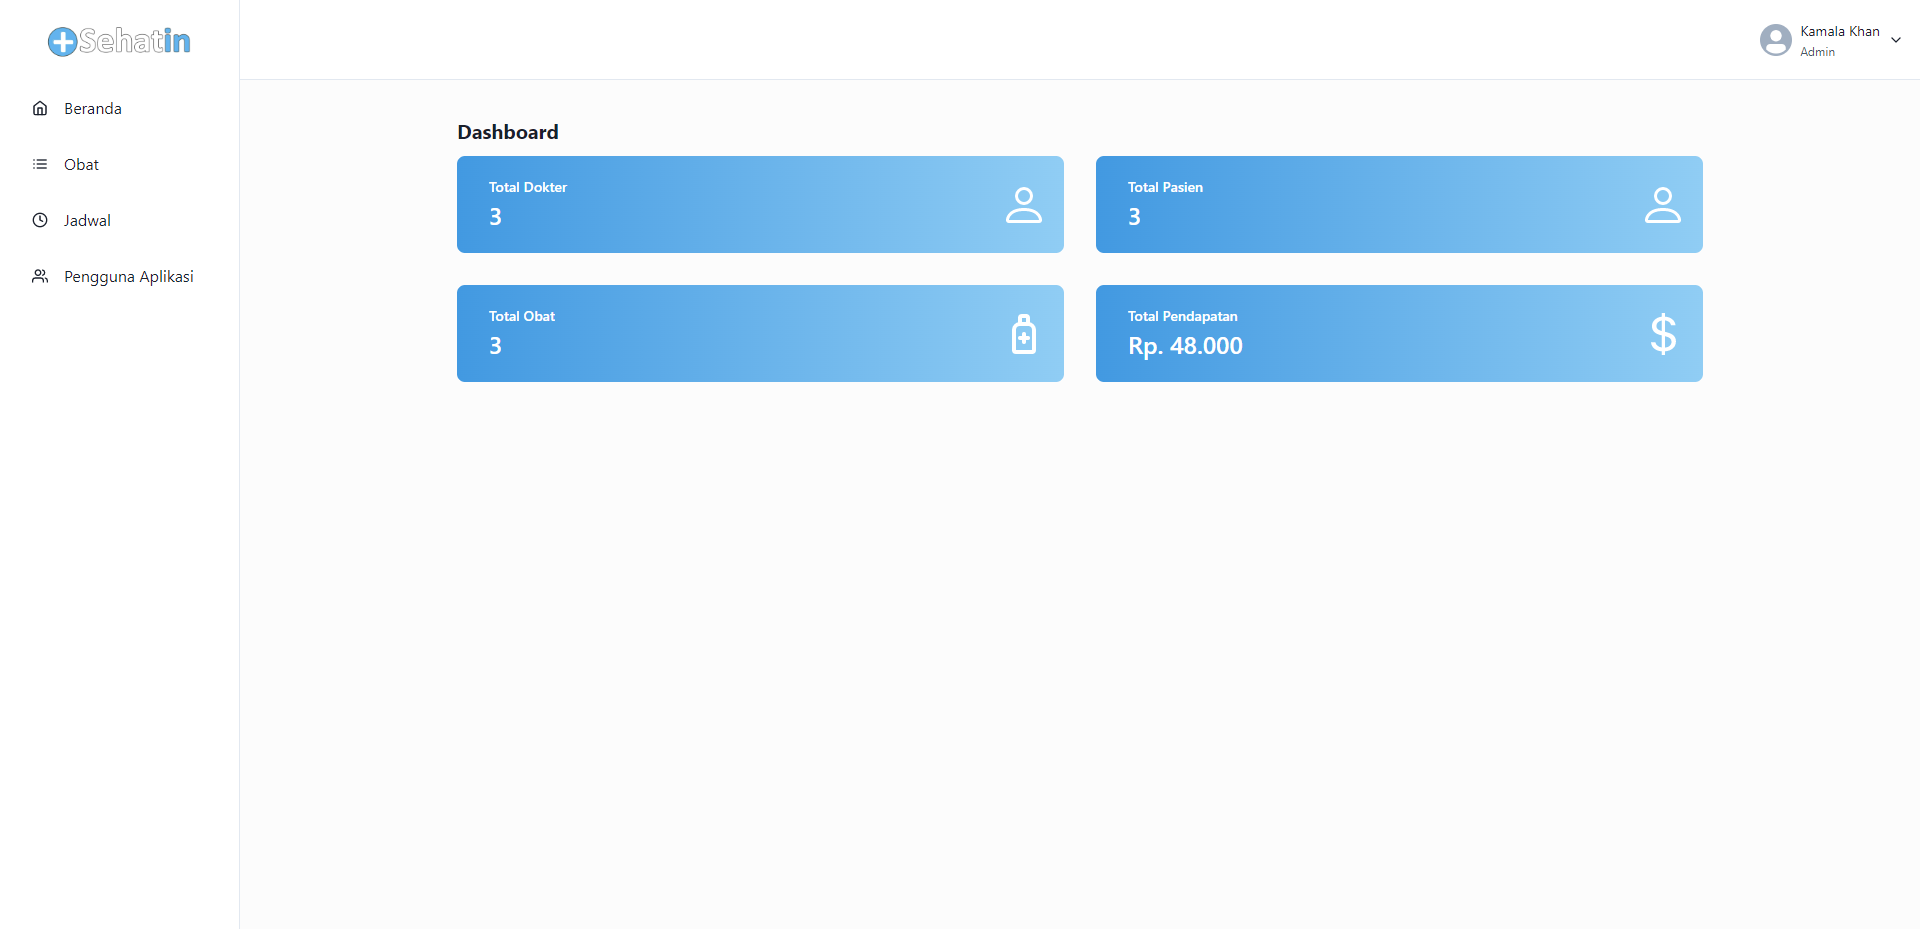 Sehatin
Beranda
Obat
Jadwal
Pengguna Aplikasi
Kamala Khan
Admin
Dashboard
Total Dokter
3
Total Pasien
3
Total Obat
3
Total Pendapatan
Rp. 48.000